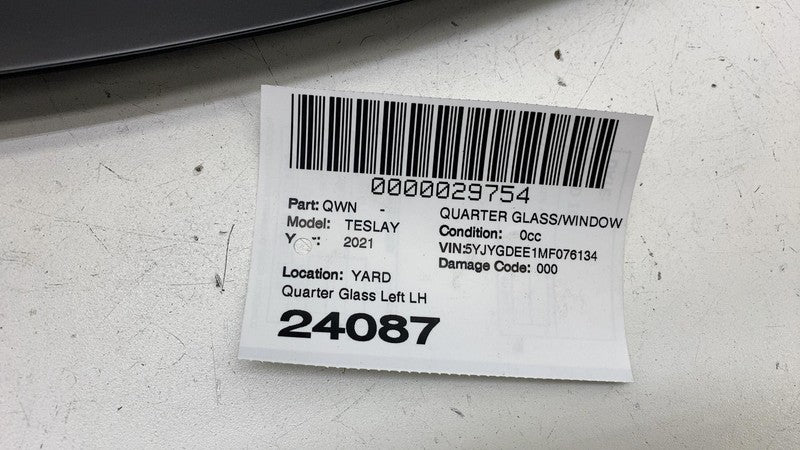 0000029754
Part: QWN - QUARTER GLASS/WINDOW
Model: TESLAY Condition: 0cc
2021 VIN:5YJYGDEE1MF076134
Damage Code: 000
Location: YARD
Quarter Glass Left LH
24087